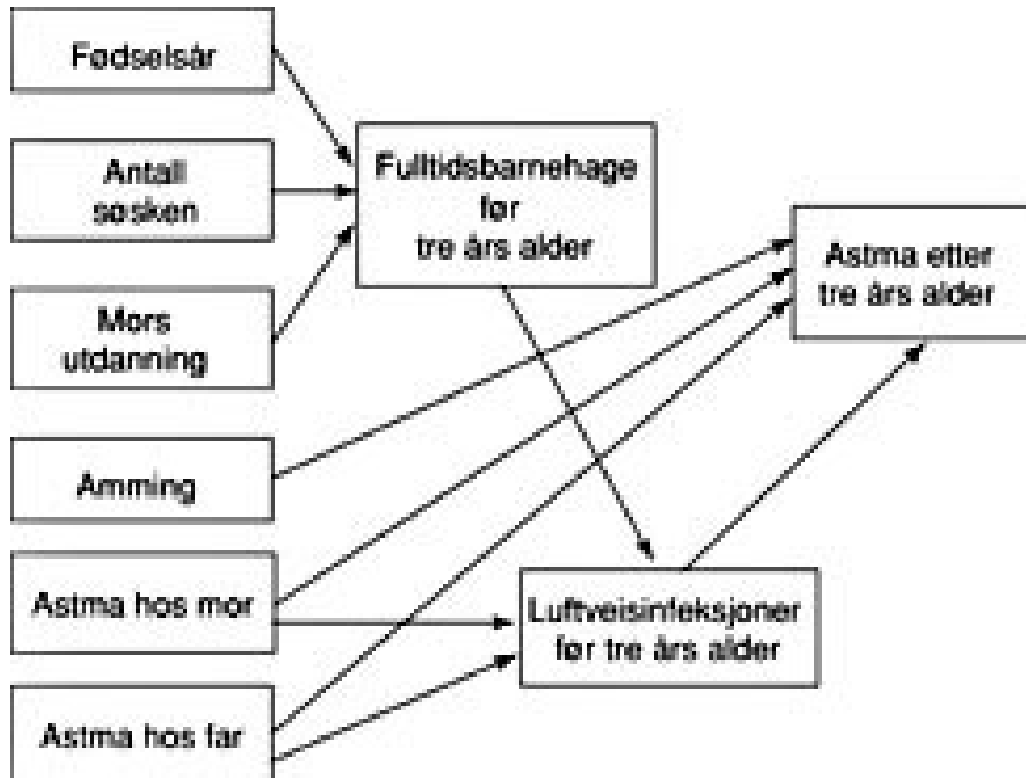 Fødselsår
Antall
søsken
Mors
utdanning
Amming
Astma hos mor
Astma hos far
Fulltidsbarnehage
før
tre års alder
Luftveisinfeksjoner
før tre års alder
Astma etter
tre års alder